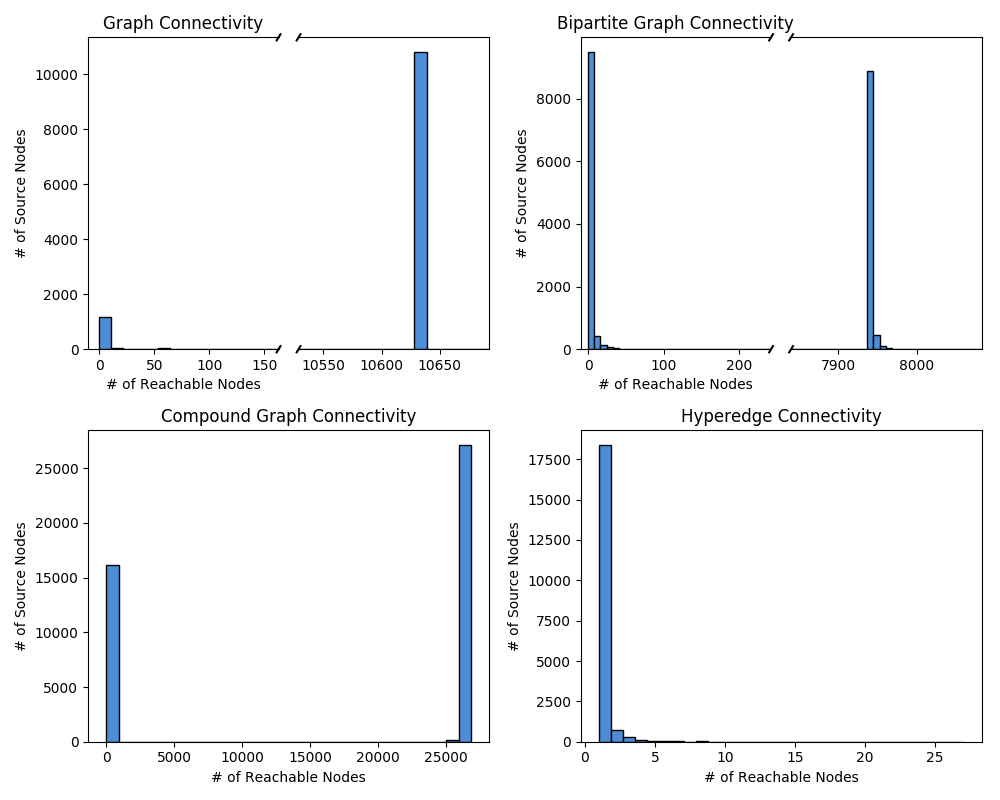 Graph Connectivity
# of Source Nodes
10000
8000
6000
4000
2000
0
0 50 100 150 10550 10600 10650
# of Reachable Nodes
Bipartite Graph Connectivity
# of Source Nodes
8000
6000
4000
2000
0
0 100 200 7900 8000
# of Reachable Nodes
Compound Graph Connectivity
# of Source Nodes
25000
20000
15000
10000
5000
0
0 5000 10000 15000 20000 25000
# of Reachable Nodes
Hyperedge Connectivity
# of Source Nodes
17500
15000
12500
10000
7500
5000
2500
0
0 5 10 15 20 25
# of Reachable Nodes